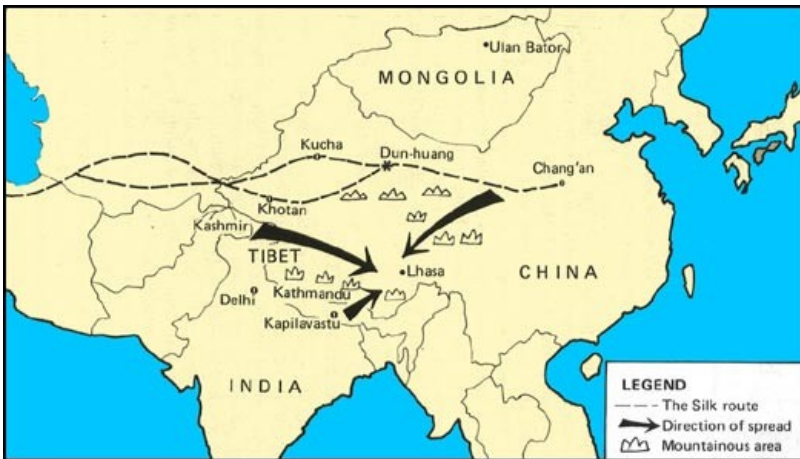 Ulan Bator
MONGOLIA
Kucha
Dun-huang
Chang'an
Khotan
Kashmir
TIBET
Lhasa
CHINA
Delhi
Kathmandu
Kapilavastu
INDIA
LEGEND
The Silk route
Direction of spread
Mountainous area